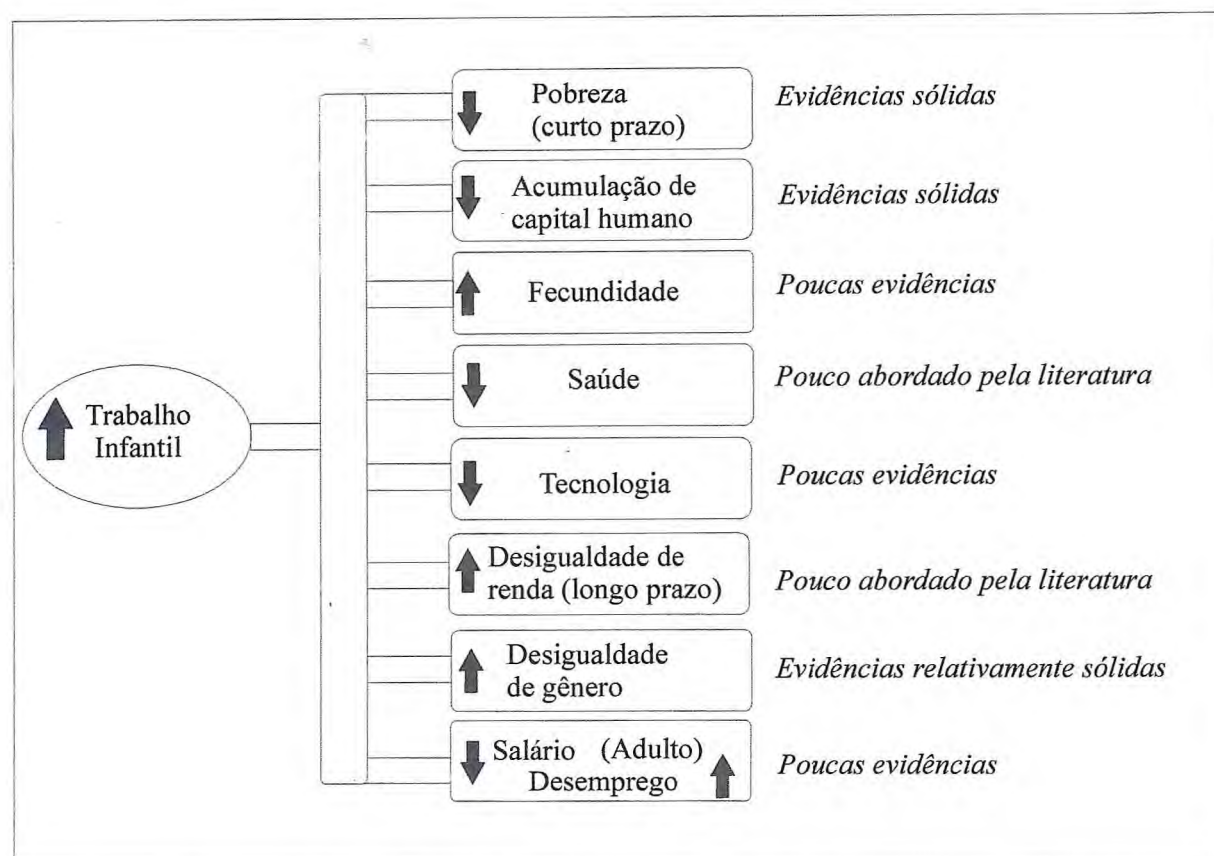 Pobreza
(curto prazo)
Evidências sólidas
Acumulação de
capital humano
Evidências sólidas
Fecundidade
Poucas evidências
Saúde
Pouco abordado pela literatura
Trabalho
Infantil
Tecnologia
Poucas evidências
Desigualdade de
renda (longo prazo)
Pouco abordado pela literatura
Desigualdade
de gênero
Evidências relativamente sólidas
Salário (Adulto)
Desemprego
Poucas evidências